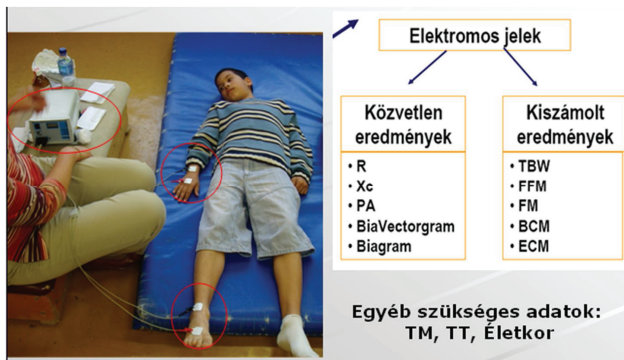 Elektromos jelek
Közvetlen
eredmények
• R
• Xc
• PA
• BiaVectorgram
• Biagram
Kiszámolt
eredmények
• TBW
• FFM
• FM
• BCM
• ECM
Egyéb szükséges adatok:
TM, TT, Életkor